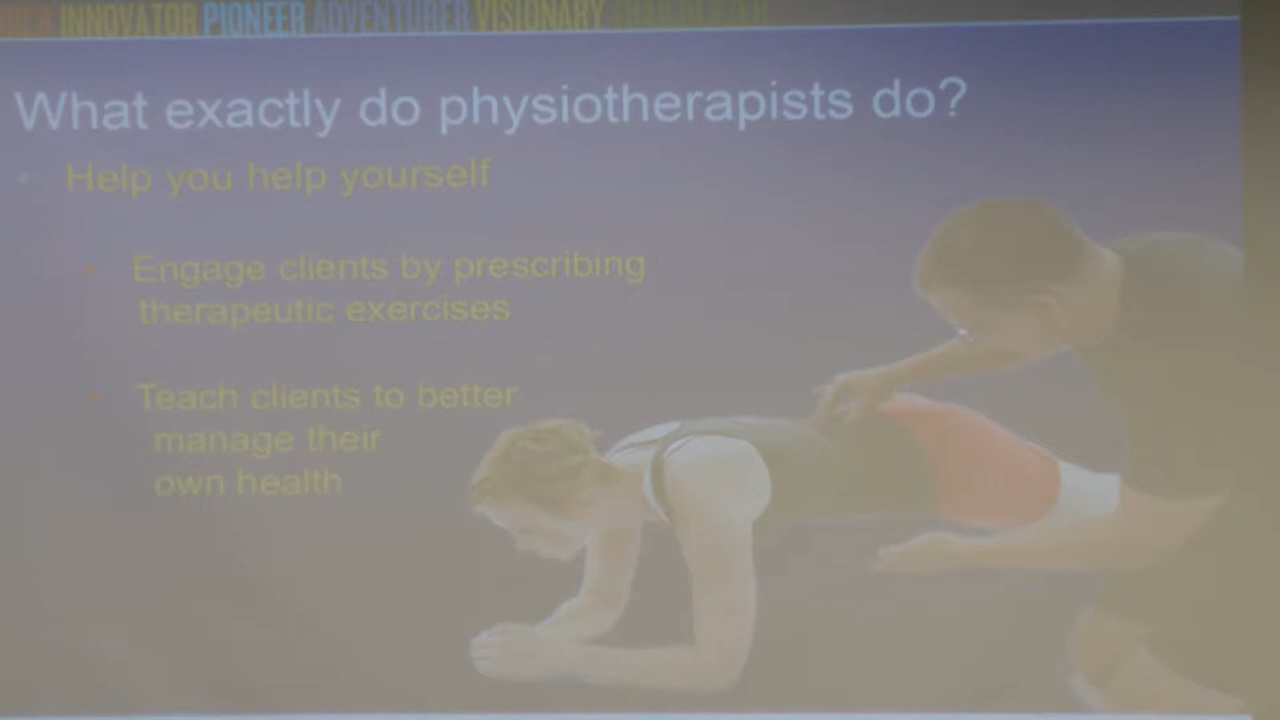 INNOVATOR PIONEER ADVENTURER VISIONARY
What exactly do physiotherapists do?
Help you help yourself
Engage clients by prescribing
therapeutic exercises
Teach clients to better
manage their
own health